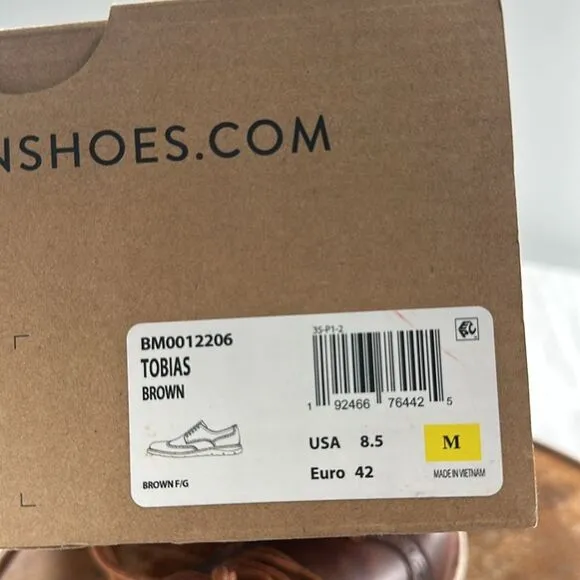 NSHOES.COM
BM0012206
TOBIAS
BROWN
BROWN F/G
35-P1-2
1 92466 76442 5
USA 8.5 M
Euro 42
MADE IN VIETNAM